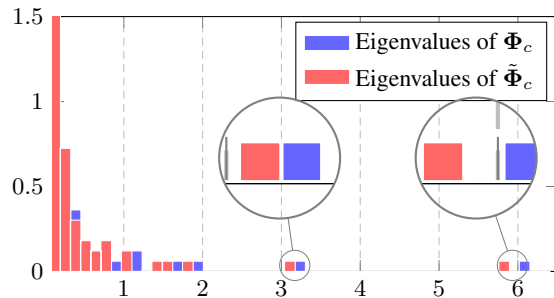 1.5
1
0.5
0
1 2 3 4 5 6
Eigenvalues of Φ_c
Eigenvalues of Φ̃_c